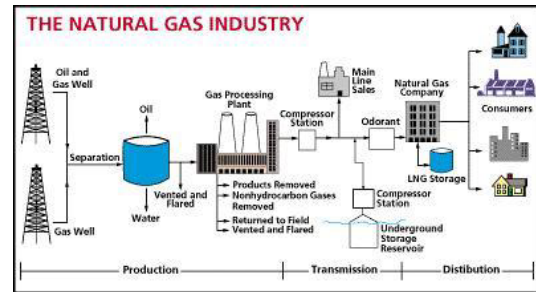 THE NATURAL GAS INDUSTRY
Oil and
Gas Well
Gas Well
Separation
Oil
Water
Vented and
Flared
Gas Processing
Plant
Products Removed
Nonhydrocarbon Gases
Removed
Returned to Field
Vented and Flared
Compressor
Station
Main
Line
Sales
Odorant
Compressor
Station
Underground
Storage
Reservoir
Natural Gas
Company
LNG Storage
Consumers
Production
Transmission
Distibution